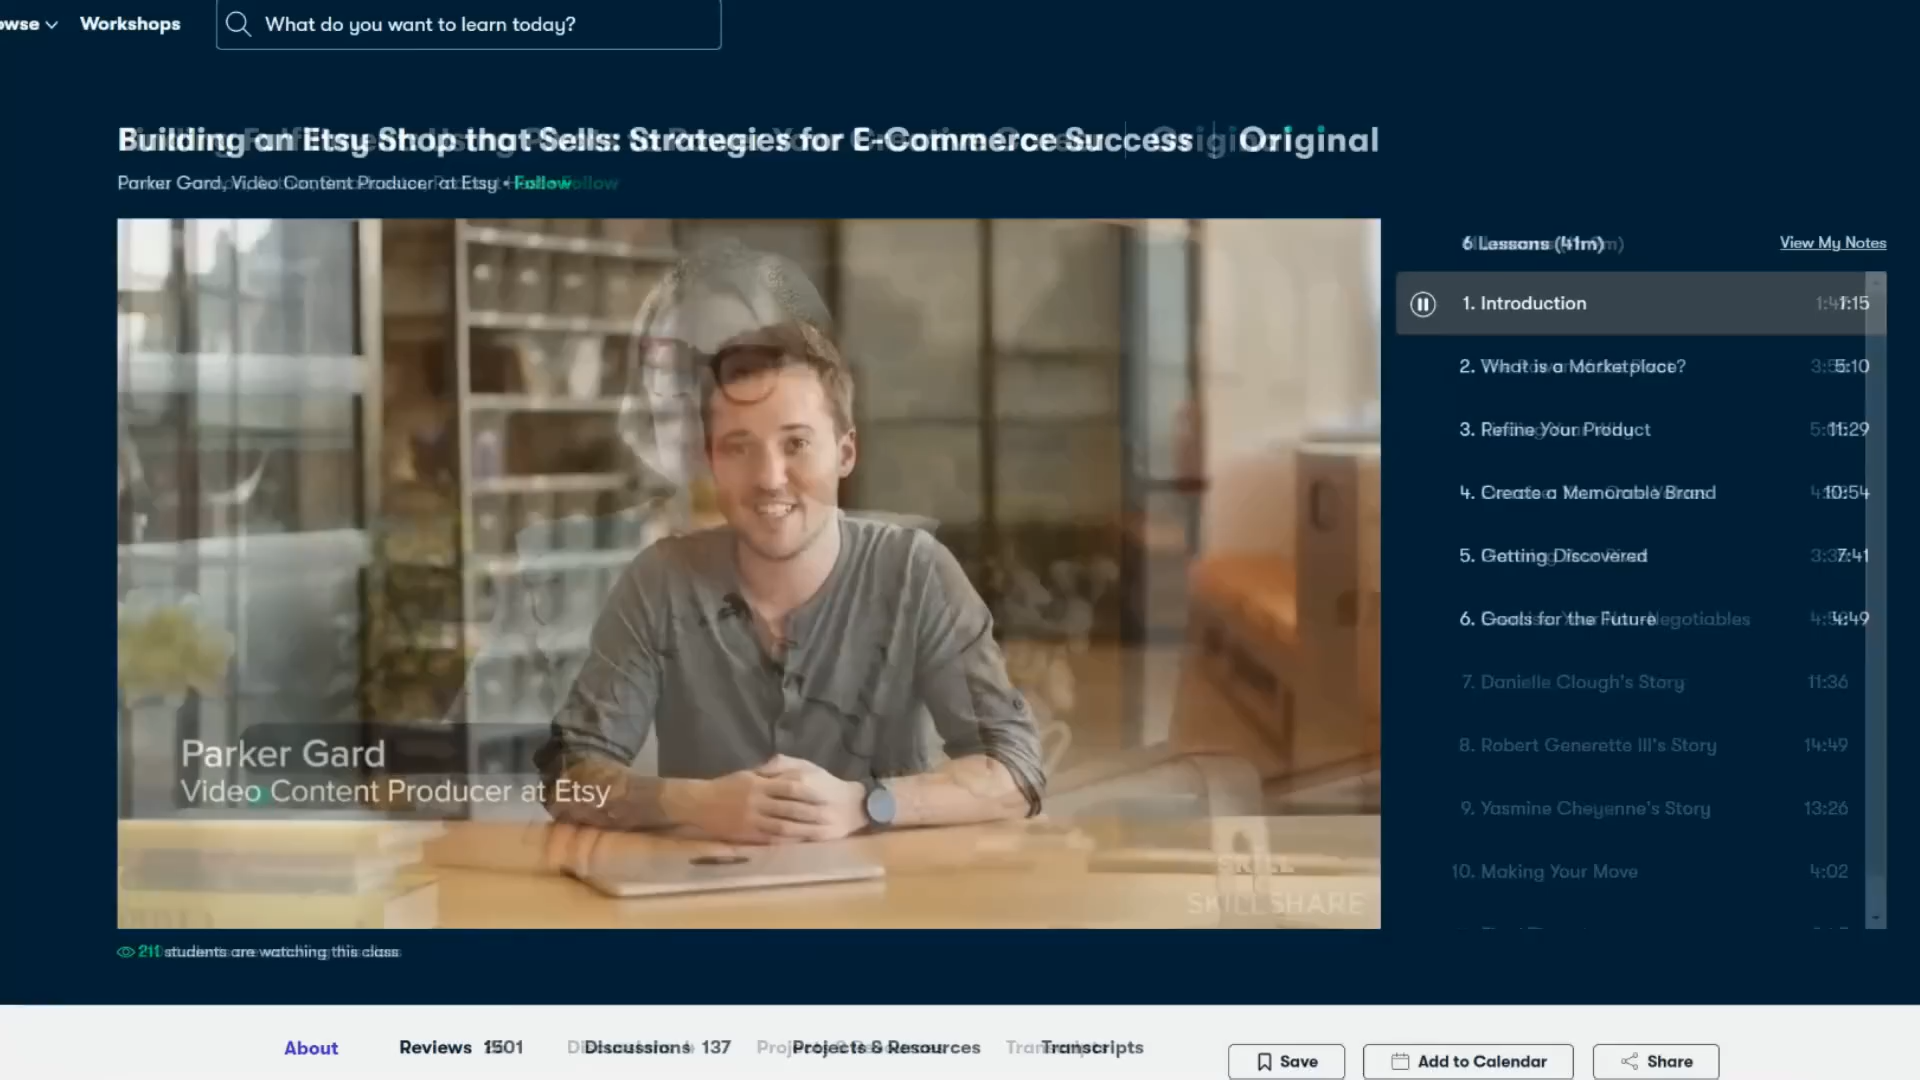 Workshops
What do you want to learn today?
Building an Etsy Shop that Sells: Strategies for E-Commerce Success | Original
Parker Gard, Video Content Producer at Etsy • Follow
6 Lessons (41m)
View My Notes
1. Introduction 1:15
2. What is a Marketplace? 5:10
3. Refine Your Product 11:29
4. Create a Memorable Brand 10:54
5. Getting Discovered 7:41
6. Goals for the Future 4:49
7. Danielle Clough's Story 11:36
8. Robert Generette III's Story 14:49
9. Yasmine Cheyenne's Story 13:26
10. Making Your Move 4:02
Parker Gard
Video Content Producer at Etsy
SKILL
SKILLSHARE
students are watching this class
About
Reviews
Discussions 137
Projects & Resources
Transcripts
Save
Add to Calendar
Share